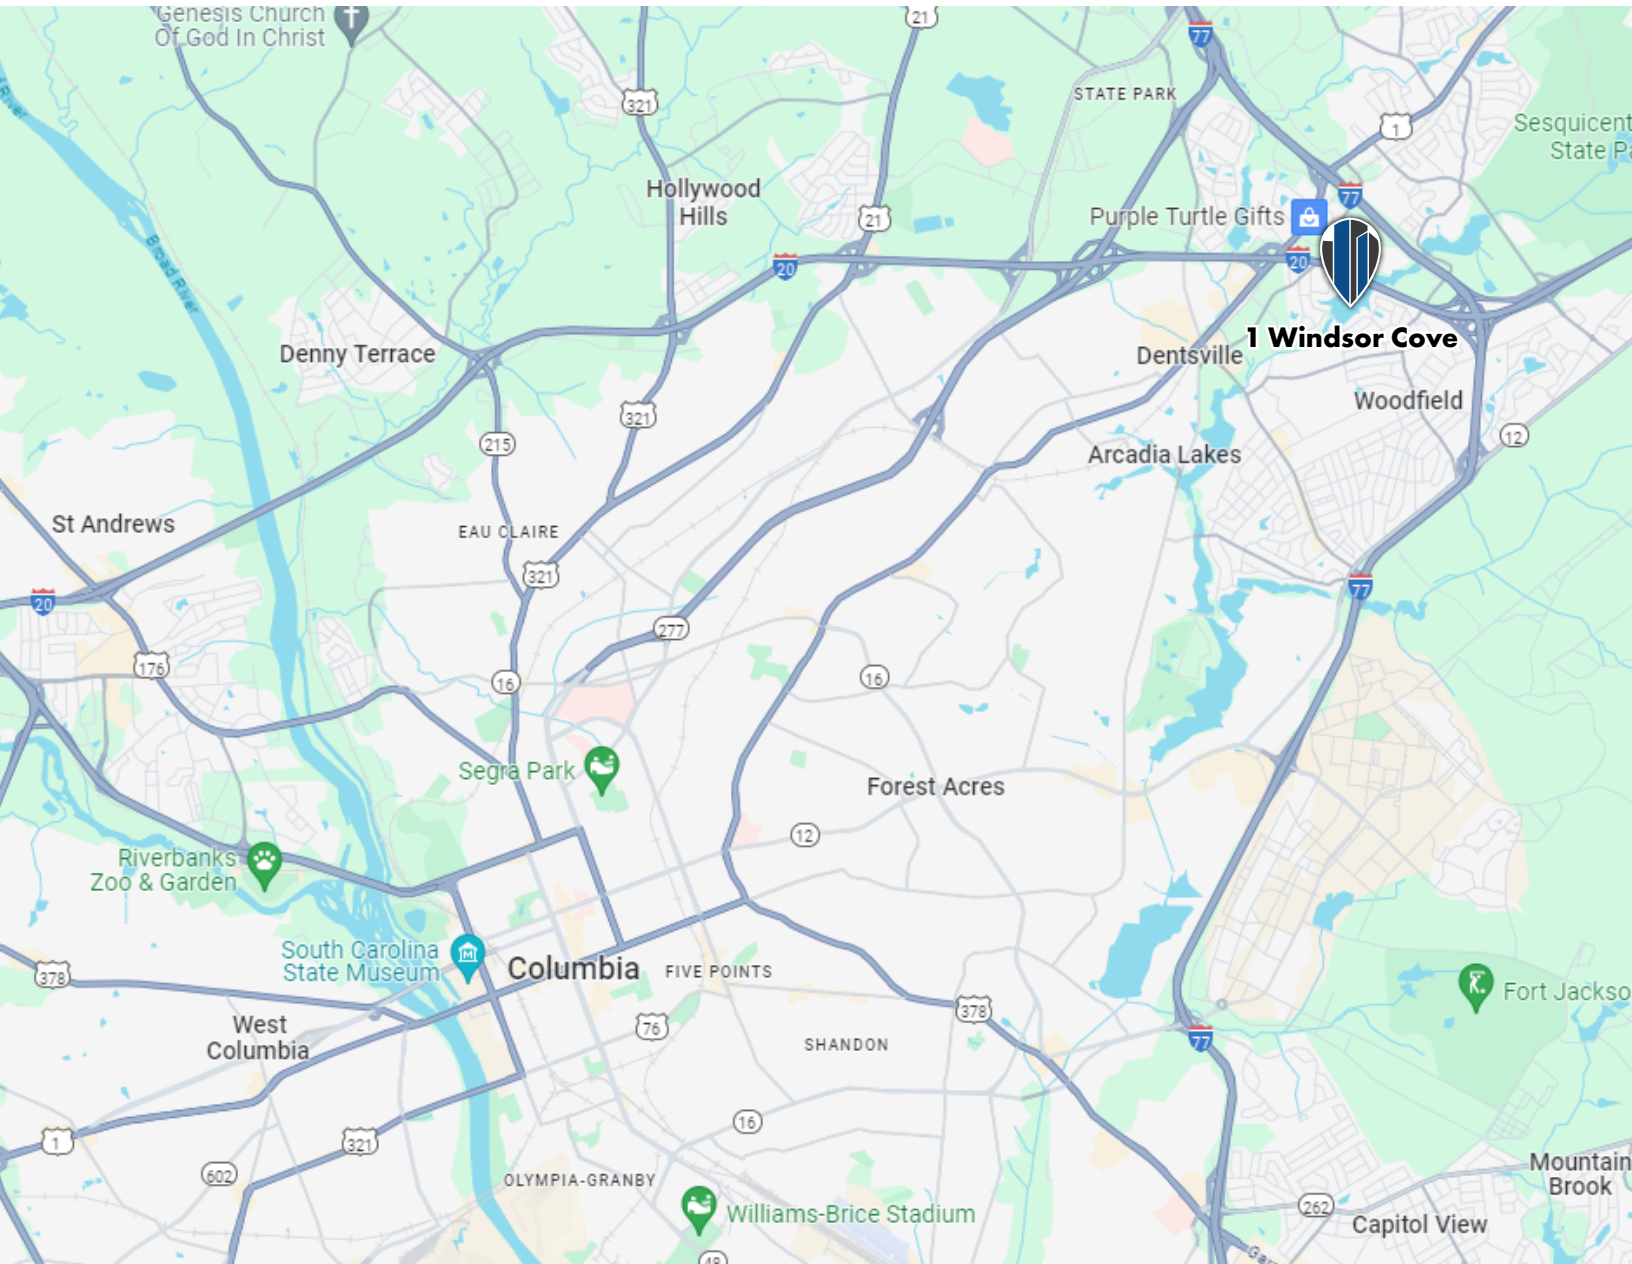 Genesis Church
Of God In Christ
21
77
321
STATE PARK
1
Sesquicent
State Pa
Hollywood
Hills
77
21
Purple Turtle Gifts
20
20
Broad River
River
1 Windsor Cove
Denny Terrace
Dentsville
Woodfield
321
12
215
Arcadia Lakes
St Andrews
EAU CLAIRE
321
77
20
277
176
16
16
Segra Park
Forest Acres
12
Riverbanks
Zoo & Garden
South Carolina
State Museum
Columbia
FIVE POINTS
378
Fort Jackso
378
West
Columbia
76
SHANDON
77
16
1
321
602
OLYMPIA-GRANBY
Mountain
Brook
262
Williams-Brice Stadium
Capitol View
48